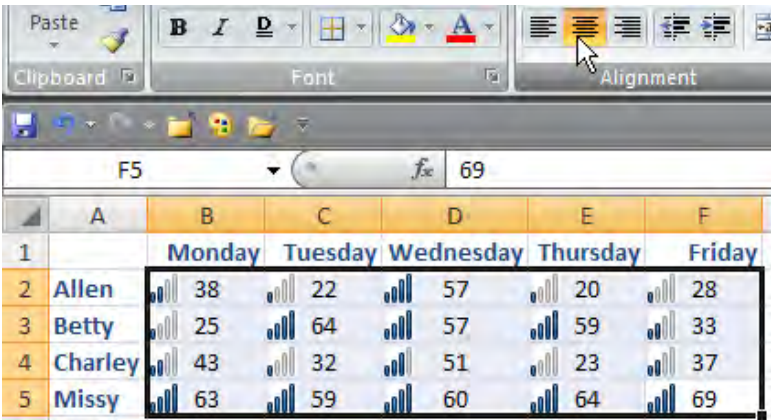 Paste
B I D A
Clipboard Font Alignment
F5 fx 69
A B C D E F
1 Monday Tuesday Wednesday Thursday Friday
2 Allen 38 22 57 20 28
3 Betty 25 64 57 59 33
4 Charley 43 32 51 23 37
5 Missy 63 59 60 64 69